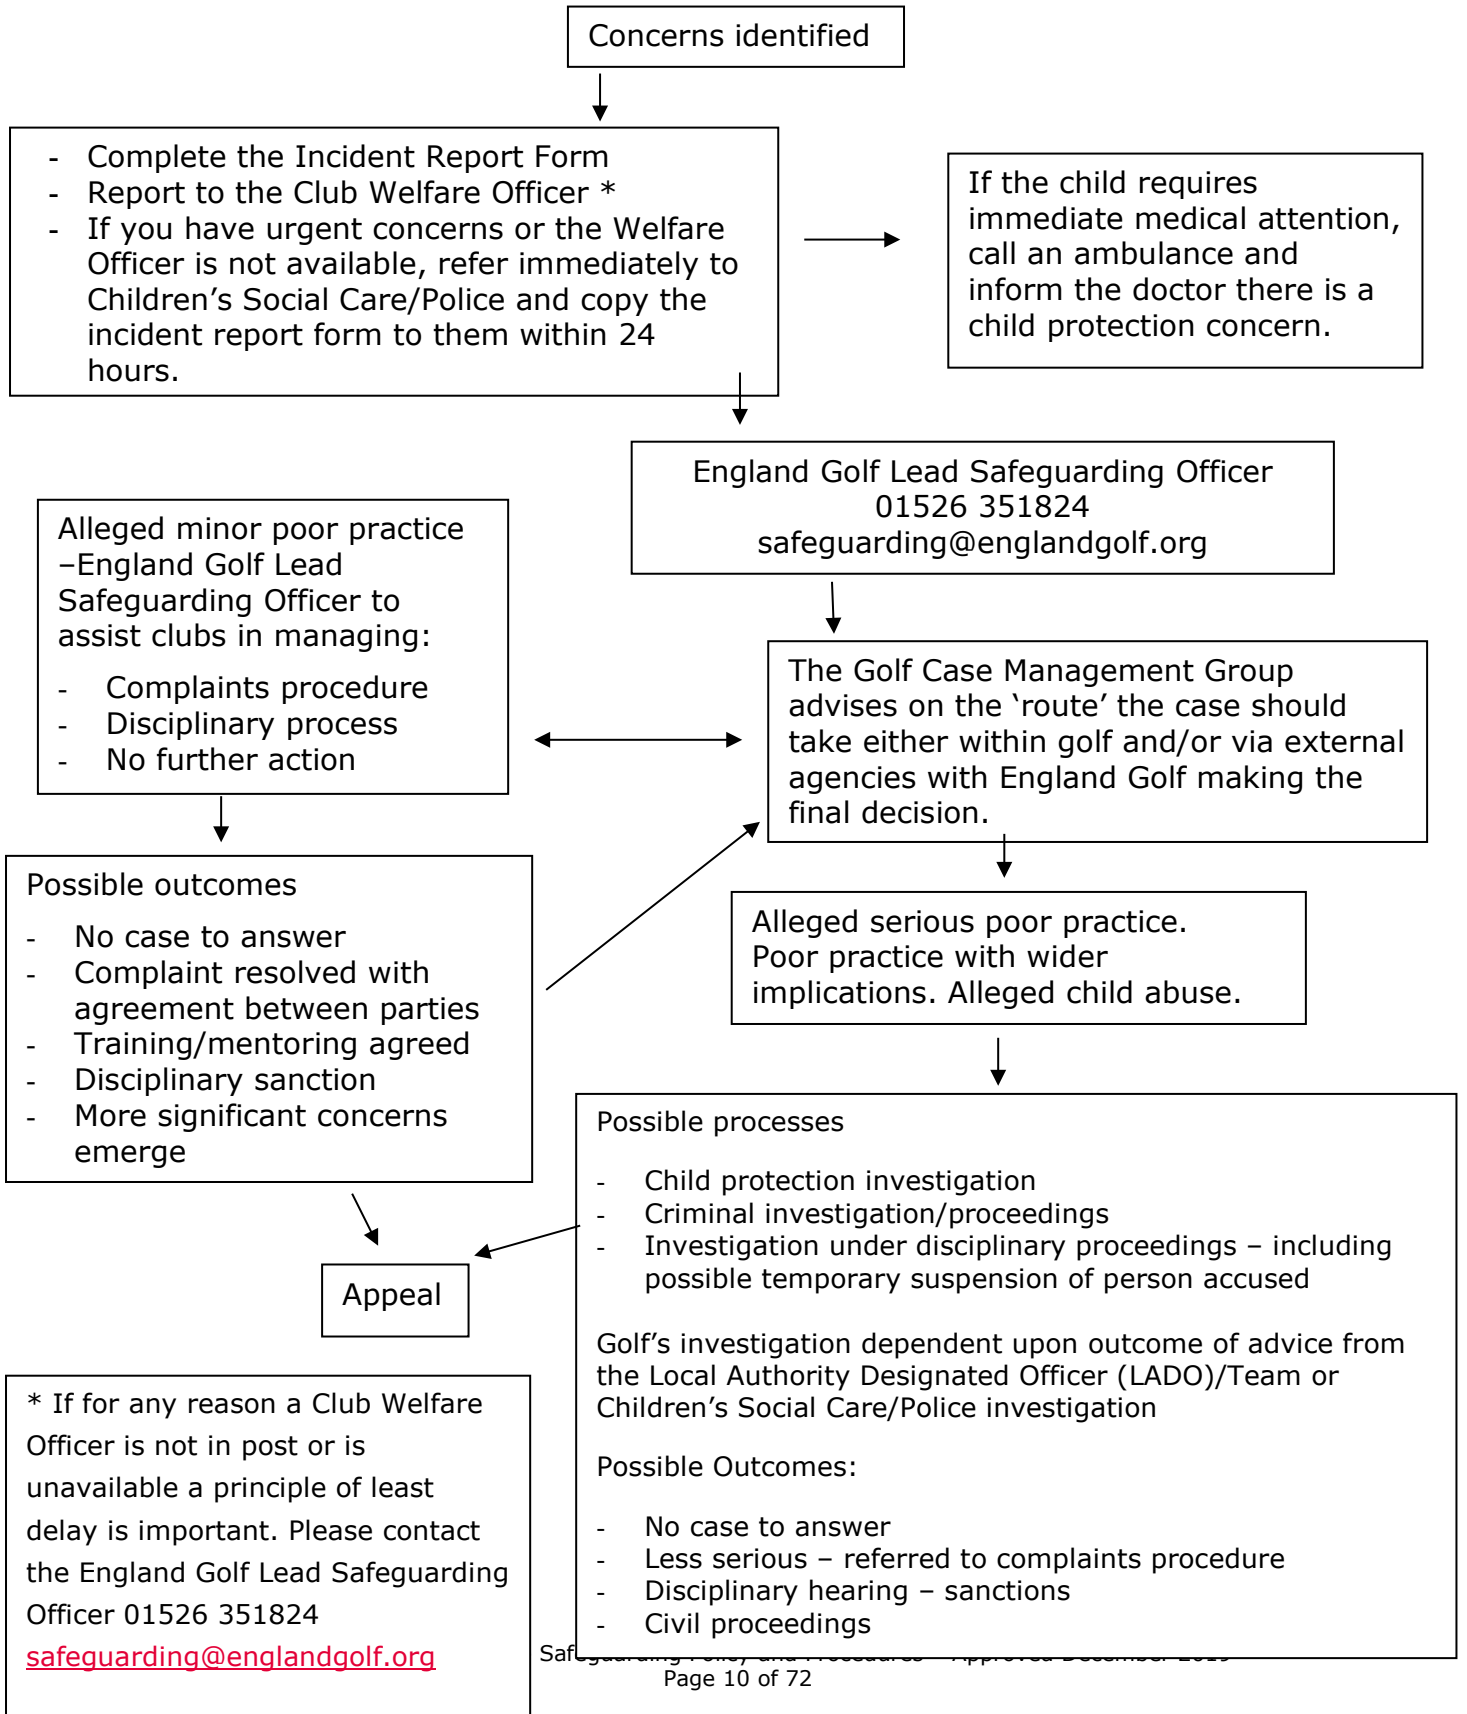 Concerns identified
- Complete the Incident Report Form
- Report to the Club Welfare Officer *
- If you have urgent concerns or the Welfare
Officer is not available, refer immediately to
Children’s Social Care/Police and copy the
incident report form to them within 24
hours.
If the child requires
immediate medical attention,
call an ambulance and
inform the doctor there is a
child protection concern.
England Golf Lead Safeguarding Officer
01526 351824
safeguarding@englandgolf.org
Alleged minor poor practice
–England Golf Lead
Safeguarding Officer to
assist clubs in managing:
- Complaints procedure
- Disciplinary process
- No further action
The Golf Case Management Group
advises on the ‘route’ the case should
take either within golf and/or via external
agencies with England Golf making the
final decision.
Possible outcomes
- No case to answer
- Complaint resolved with
agreement between parties
- Training/mentoring agreed
- Disciplinary sanction
- More significant concerns
emerge
Alleged serious poor practice.
Poor practice with wider
implications. Alleged child abuse.
Possible processes
- Child protection investigation
- Criminal investigation/proceedings
- Investigation under disciplinary proceedings – including
possible temporary suspension of person accused
Golf’s investigation dependent upon outcome of advice from
the Local Authority Designated Officer (LADO)/Team or
Children’s Social Care/Police investigation
Possible Outcomes:
- No case to answer
- Less serious – referred to complaints procedure
- Disciplinary hearing – sanctions
- Civil proceedings
Appeal
* If for any reason a Club Welfare
Officer is not in post or is
unavailable a principle of least
delay is important. Please contact
the England Golf Lead Safeguarding
Officer 01526 351824
safeguarding@englandgolf.org
Safeguarding Policy and Procedures – Approved December 2019
Page 10 of 72